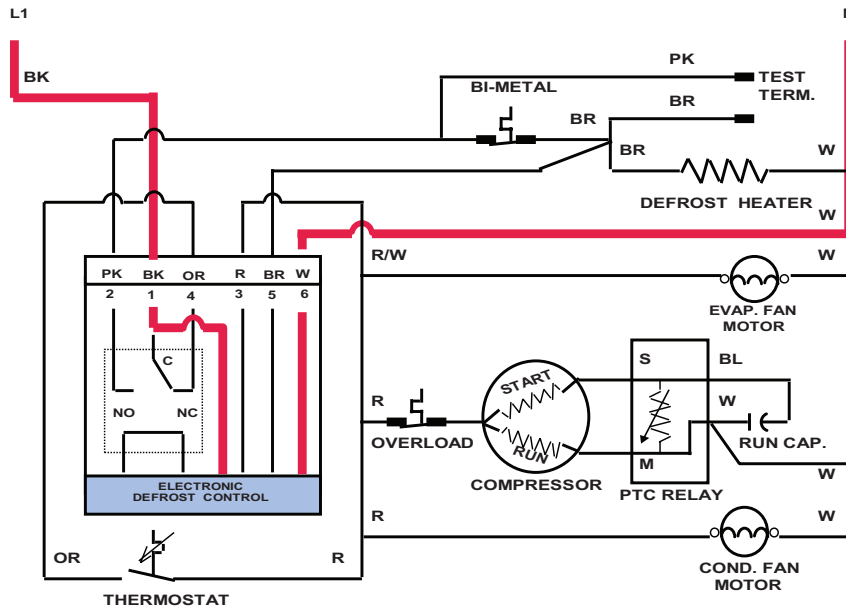 L1
BK
PK
TEST
TERM.
BI-METAL
BR
BR
BR
W
DEFROST HEATER
W
R/W
W
PK BK OR R BR W
2 1 4 3 5 6
EVAP. FAN
MOTOR
C
NO NC
S
BL
START
R
W
OVERLOAD
RUN CAP.
RUN
M
COMPRESSOR
W
PTC RELAY
ELECTRONIC
DEFROST CONTROL
R
W
OR
R
COND. FAN
MOTOR
THERMOSTAT